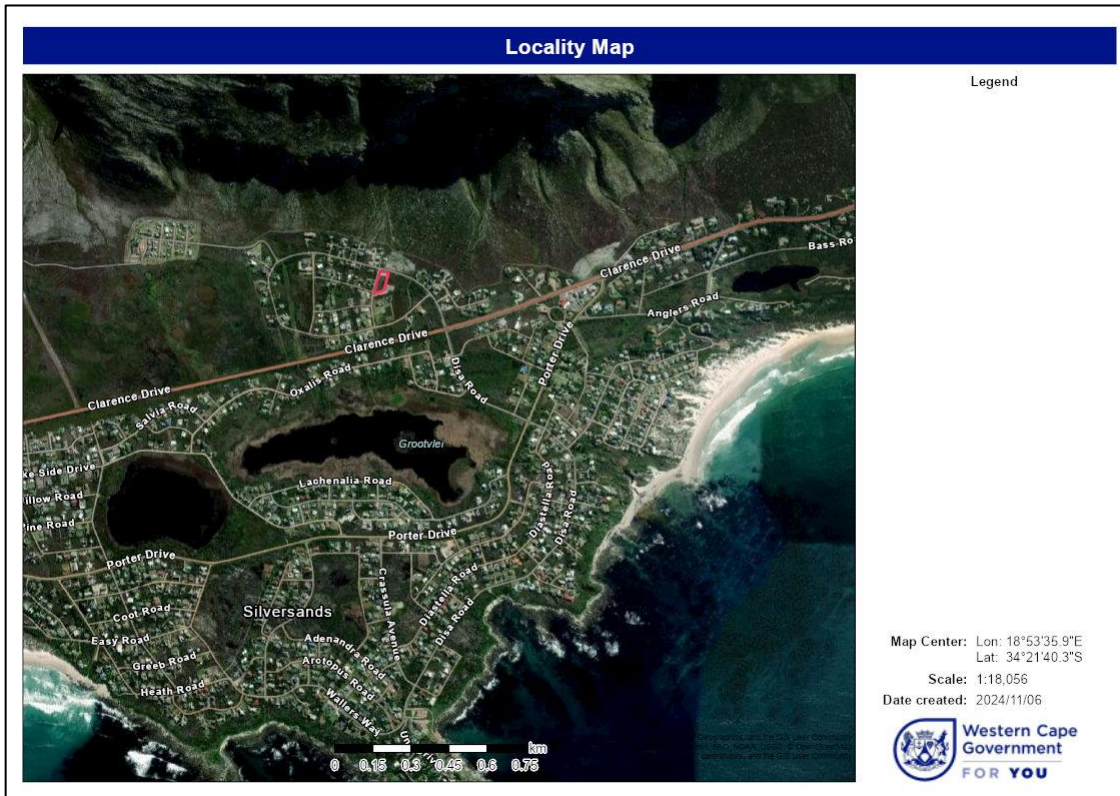 Locality Map
Legend
Bass Ro
Clarence Drive
Anglers Road
Porter Drive
Clarence Drive
Disa Road
Oxalis Road
Clarence Drive
Salvia Road
Grootvlei
ke Side Drive
Lachenalia Road
illow Road
ine Road
Diastella Road
Disa Road
Porter Drive
Porter Drive
Crassula Avenue
Diastella Road
Coot Road
Silversands
Disa Road
Easy Road
Adenandra Road
Greeb Road
Arotopus Road
Heath Road
Wallers Way
km
0 0.15 0.3 0.45 0.6 0.75
Map Center: Lon: 18°53'35.9"E
Lat: 34°21'40.3"S
Scale: 1:18,056
Date created: 2024/11/06
Western Cape
Government
FOR YOU